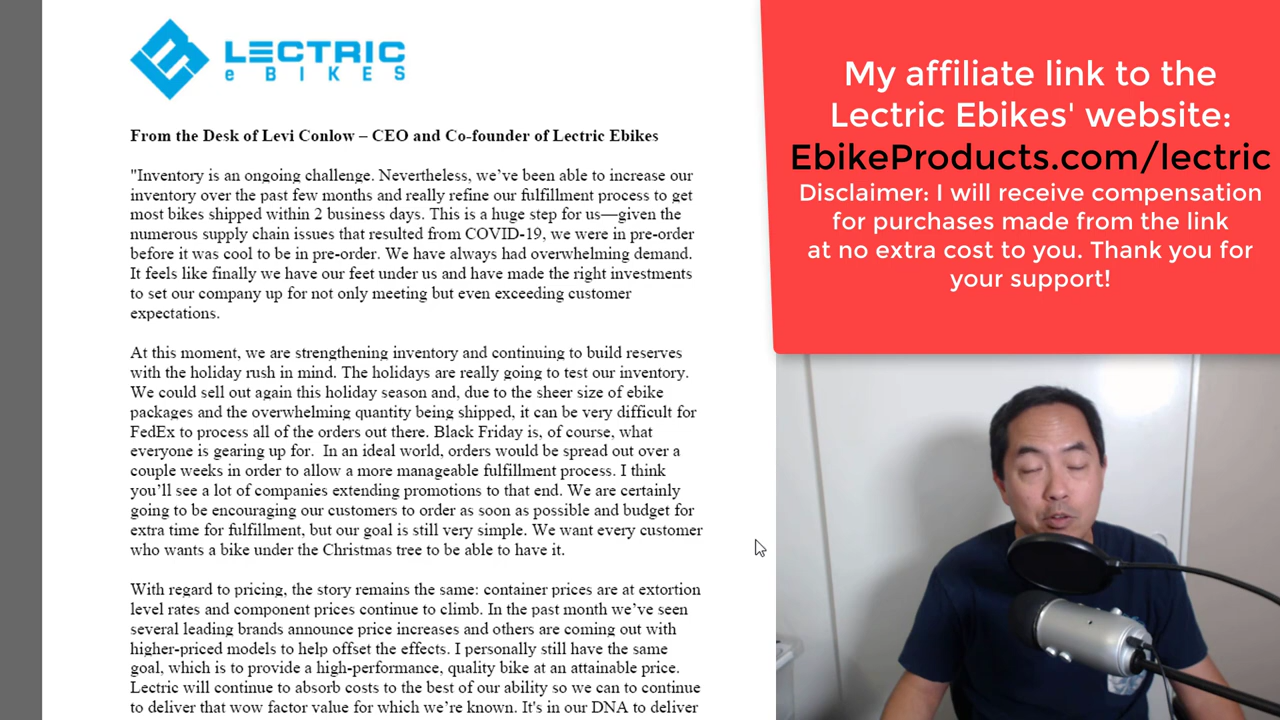 LECTRIC
eBIKES
From the Desk of Levi Conlow – CEO and Co-founder of Lectric Ebikes
"Inventory is an ongoing challenge. Nevertheless, we've been able to increase our
inventory over the past few months and really refine our fulfillment process to get
most bikes shipped within 2 business days. This is a huge step for us—given the
numerous supply chain issues that resulted from COVID-19, we were in pre-order
before it was cool to be in pre-order. We have always had overwhelming demand.
It feels like finally we have our feet under us and have made the right investments
to set our company up for not only meeting but even exceeding customer
expectations.
At this moment, we are strengthening inventory and continuing to build reserves
with the holiday rush in mind. The holidays are really going to test our inventory.
We could sell out again this holiday season and, due to the sheer size of ebike
packages and the overwhelming quantity being shipped, it can be very difficult for
FedEx to process all of the orders out there. Black Friday is, of course, what
everyone is gearing up for.  In an ideal world, orders would be spread out over a
couple weeks in order to allow a more manageable fulfillment process. I think
you'll see a lot of companies extending promotions to that end. We are certainly
going to be encouraging our customers to order as soon as possible and budget for
extra time for fulfillment, but our goal is still very simple. We want every customer
who wants a bike under the Christmas tree to be able to have it.
With regard to pricing, the story remains the same: container prices are at extortion
level rates and component prices continue to climb. In the past month we've seen
several leading brands announce price increases and others are coming out with
higher-priced models to help offset the effects. I personally still have the same
goal, which is to provide a high-performance, quality bike at an attainable price.
Lectric will continue to absorb costs to the best of our ability so we can to continue
to deliver that wow factor value for which we're known. It's in our DNA to deliver
My affiliate link to the
Lectric Ebikes' website:
EbikeProducts.com/lectric
Disclaimer: I will receive compensation
for purchases made from the link
at no extra cost to you. Thank you for
your support!